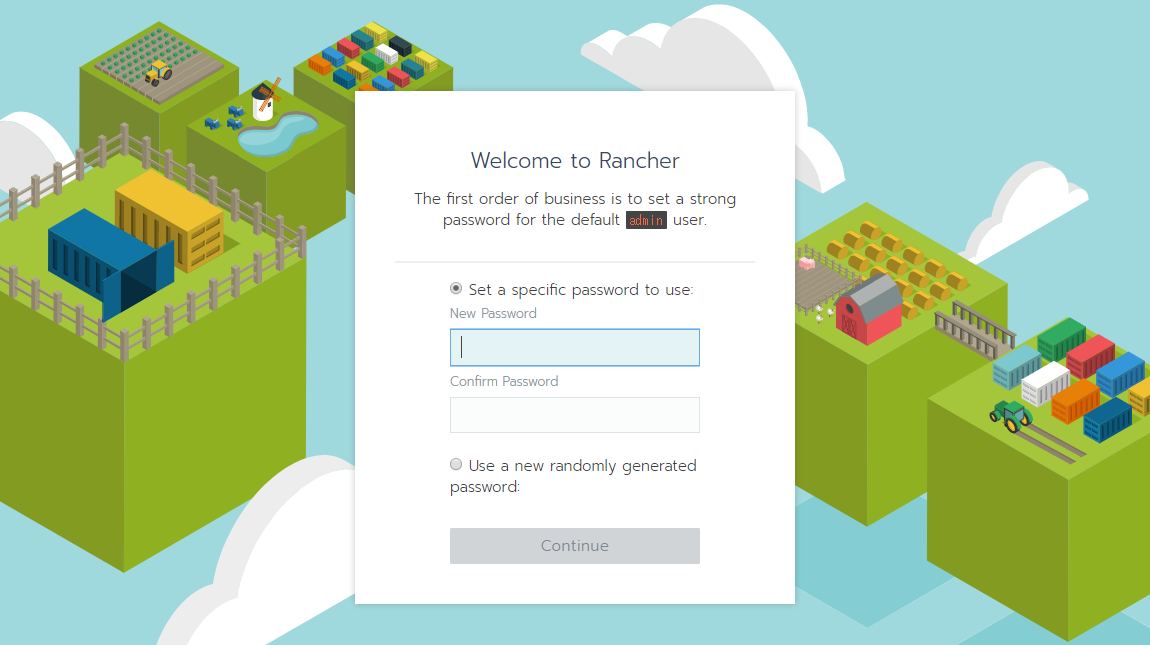 Welcome to Rancher
The first order of business is to set a strong
password for the default admin user.
Set a specific password to use:
New Password
Confirm Password
Use a new randomly generated
password:
Continue